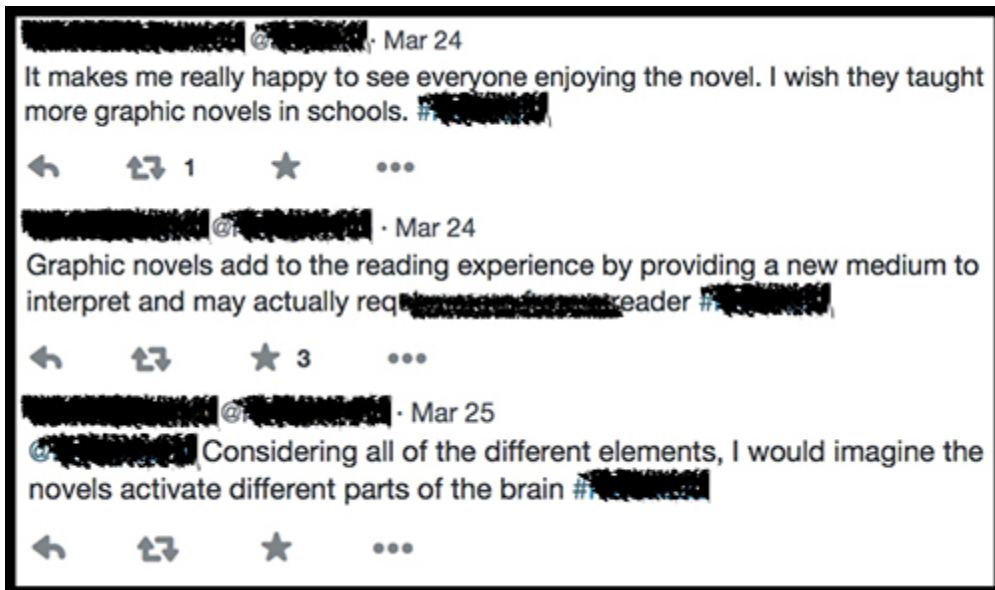 @ · Mar 24
It makes me really happy to see everyone enjoying the novel. I wish they taught
more graphic novels in schools. #
1
@ · Mar 24
Graphic novels add to the reading experience by providing a new medium to
interpret and may actually reader #
3
@ · Mar 25
@ Considering all of the different elements, I would imagine the
novels activate different parts of the brain #